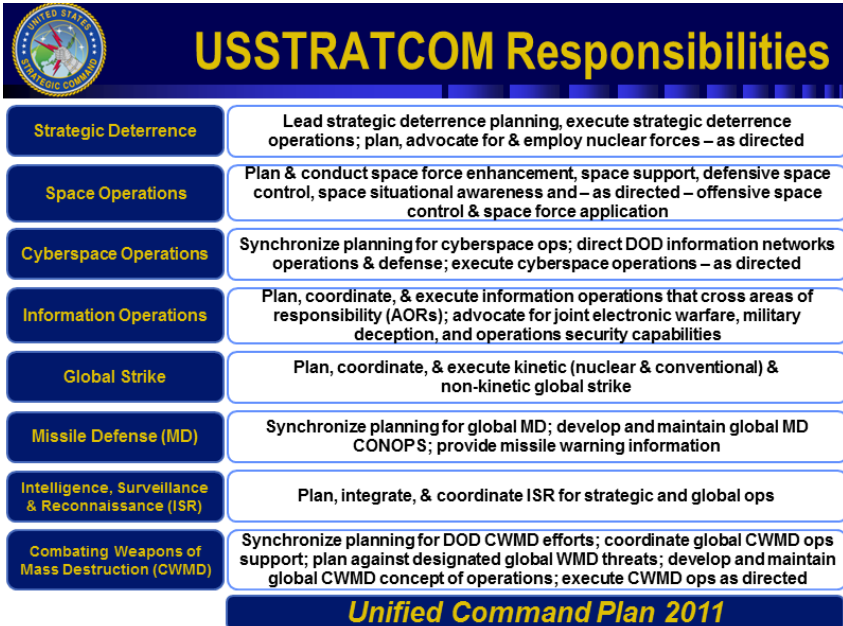 UNITED STATES
STRATEGIC COMMAND
USSTRATCOM Responsibilities
Strategic Deterrence
Lead strategic deterrence planning, execute strategic deterrence
operations; plan, advocate for & employ nuclear forces – as directed
Space Operations
Plan & conduct space force enhancement, space support, defensive space
control, space situational awareness and – as directed – offensive space
control & space force application
Cyberspace Operations
Synchronize planning for cyberspace ops; direct DOD information networks
operations & defense; execute cyberspace operations – as directed
Information Operations
Plan, coordinate, & execute information operations that cross areas of
responsibility (AORs); advocate for joint electronic warfare, military
deception, and operations security capabilities
Global Strike
Plan, coordinate, & execute kinetic (nuclear & conventional) &
non-kinetic global strike
Missile Defense (MD)
Synchronize planning for global MD; develop and maintain global MD
CONOPS; provide missile warning information
Intelligence, Surveillance
& Reconnaissance (ISR)
Plan, integrate, & coordinate ISR for strategic and global ops
Combating Weapons of
Mass Destruction (CWMD)
Synchronize planning for DOD CWMD efforts; coordinate global CWMD ops
support; plan against designated global WMD threats; develop and maintain
global CWMD concept of operations; execute CWMD ops as directed
Unified Command Plan 2011